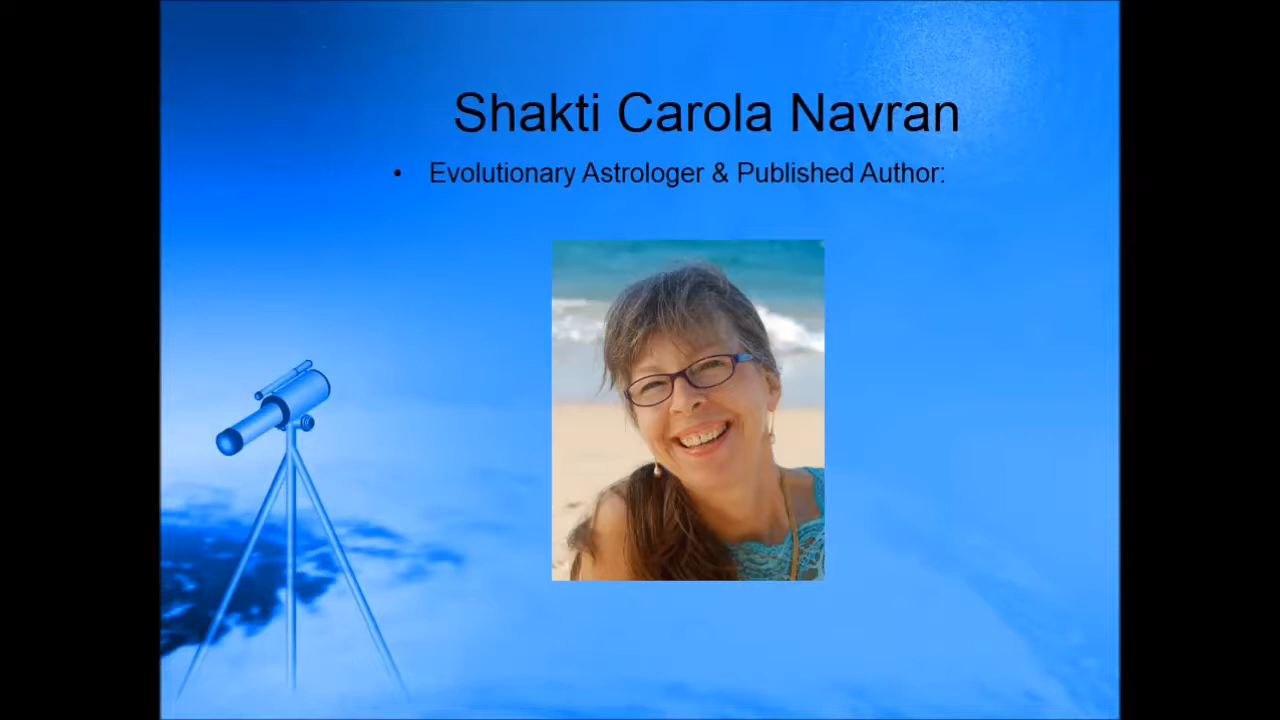 Shakti Carola Navran
• Evolutionary Astrologer & Published Author: